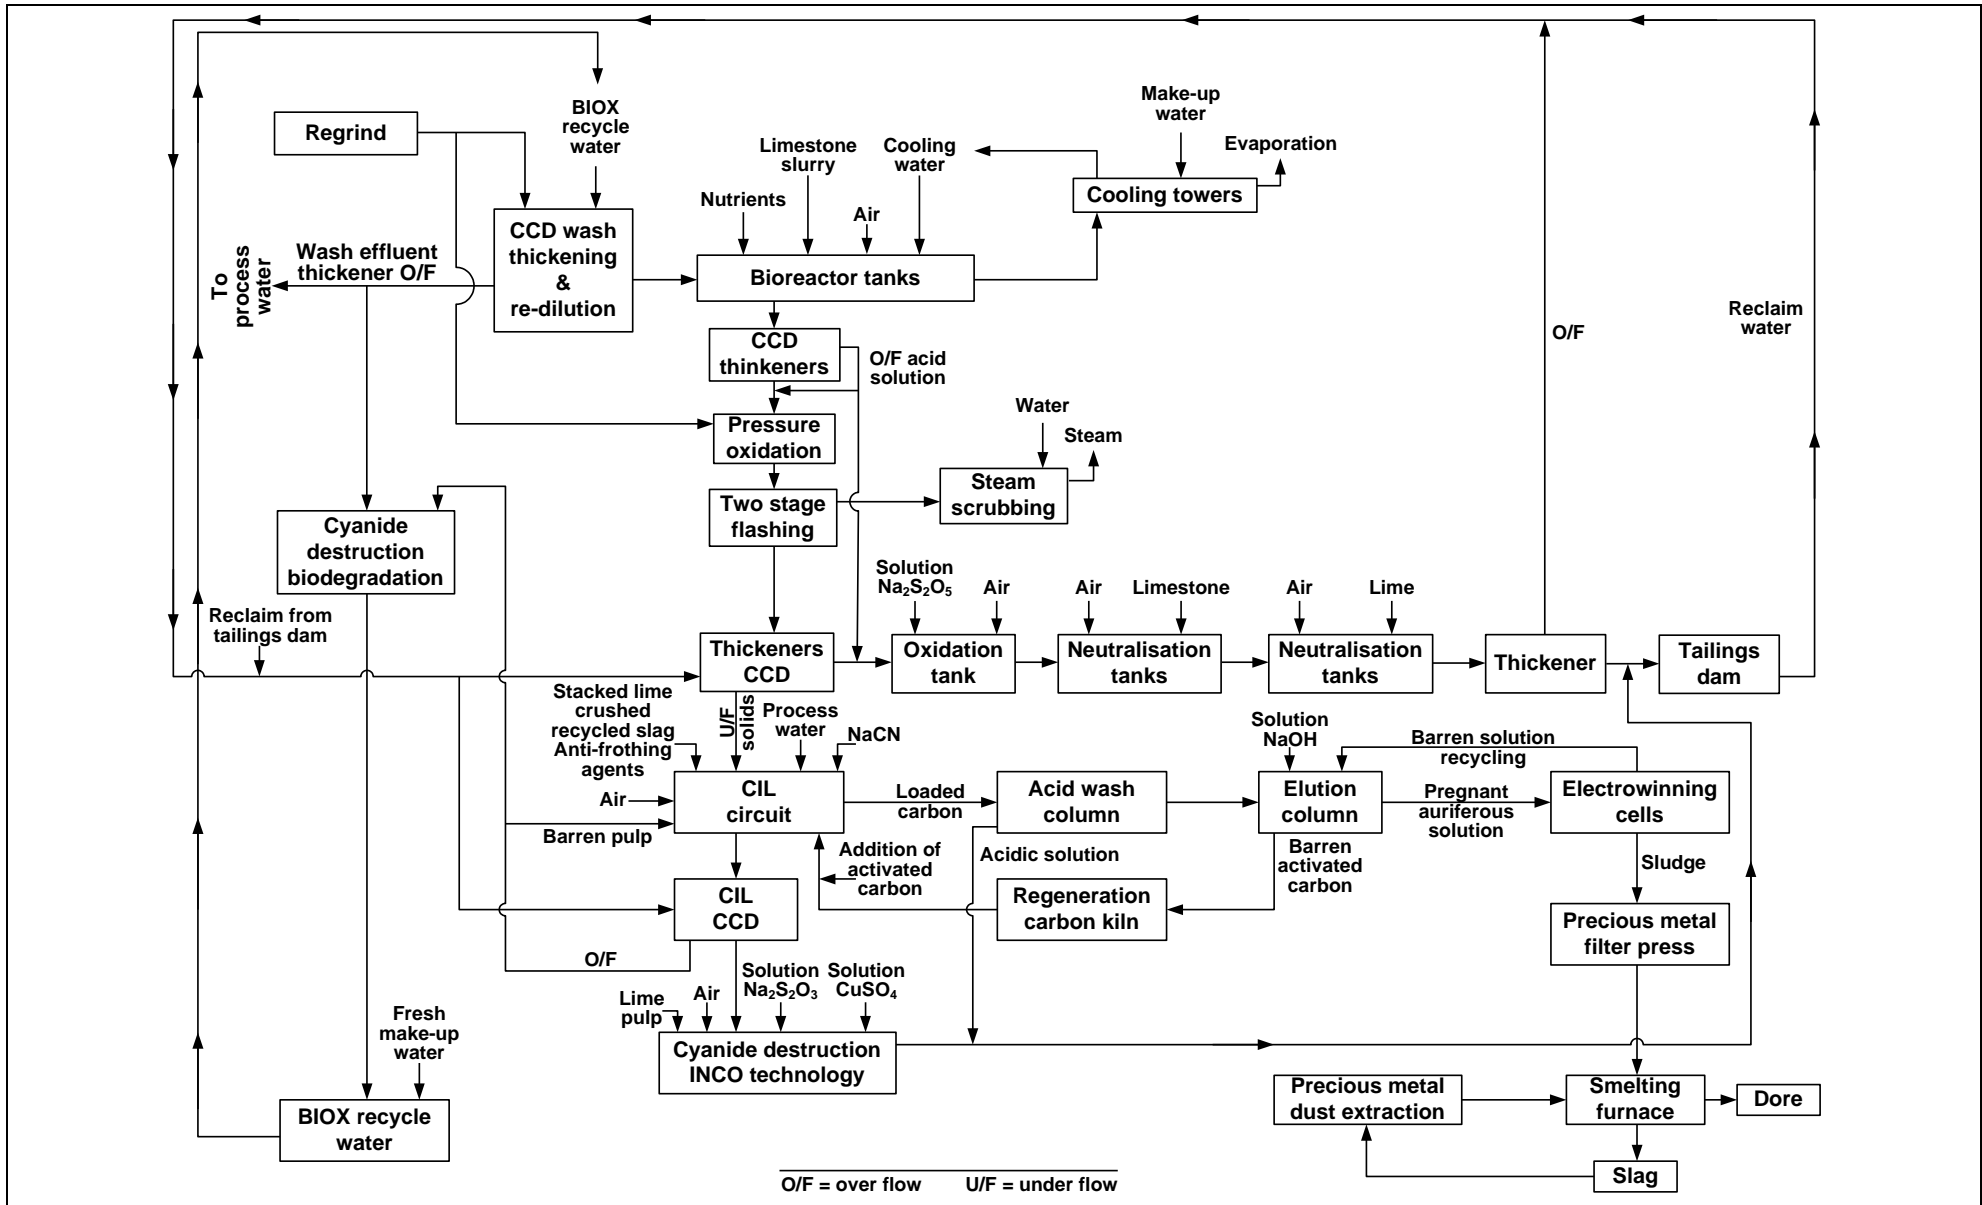 Regrind
BIOX
recycle
water
Make-up
water
Evaporation
Cooling towers
Limestone
slurry
Cooling
water
Nutrients
Air
CCD wash
thickening
&
re-dilution
Wash effluent
thickener O/F
To
process
water
Bioreactor tanks
CCD
thinkeners
O/F acid
solution
O/F
Reclaim
water
Pressure
oxidation
Water
Steam
Two stage
flashing
Steam
scrubbing
Cyanide
destruction
biodegradation
Reclaim from
tailings dam
Solution
Na₂S₂O₅
Air
Air
Limestone
Air
Lime
Thickeners
CCD
Oxidation
tank
Neutralisation
tanks
Neutralisation
tanks
Thickener
Tailings
dam
Stacked lime
crushed
recycled slag
Anti-frothing
agents
U/F
solids
Process
water
NaCN
Solution
NaOH
Barren solution
recycling
Air
Barren pulp
CIL
circuit
Loaded
carbon
Acid wash
column
Elution
column
Pregnant
auriferous
solution
Electrowinning
cells
Addition of
activated
carbon
Acidic solution
Barren
activated
carbon
Sludge
CIL
CCD
Regeneration
carbon kiln
Precious metal
filter press
O/F
Lime
pulp
Air
Solution
Na₂S₂O₃
Solution
CuSO₄
Fresh
make-up
water
Cyanide destruction
INCO technology
BIOX recycle
water
Precious metal
dust extraction
Smelting
furnace
Dore
Slag
O/F = over flow U/F = under flow